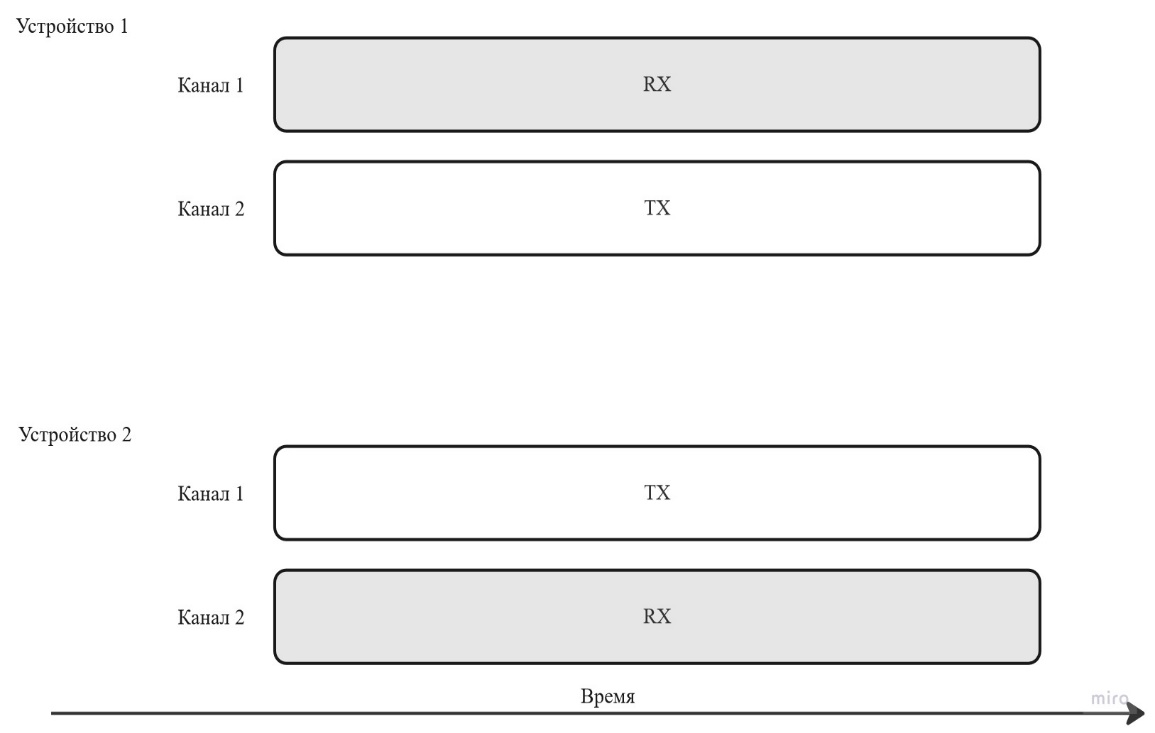 Устройство 1
Канал 1
RX
Канал 2
TX
Устройство 2
Канал 1
TX
Канал 2
RX
Время
miro